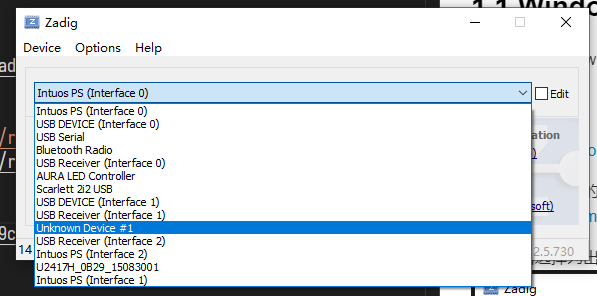 1.1 Window
Zadig
Device Options Help
Intuos PS (Interface 0)
Edit
Intuos PS (Interface 0)
USB DEVICE (Interface 0)
USB Serial
Bluetooth Radio
USB Receiver (Interface 0)
AURA LED Controller
Scarlett 2i2 USB
USB DEVICE (Interface 1)
USB Receiver (Interface 1)
Unknown Device #1
USB Receiver (Interface 2)
Intuos PS (Interface 2)
U2417H_0B29_15083001
Intuos PS (Interface 1)
ation
soft)
14
2.5.730
ad
/r
/r
9c
Zadig